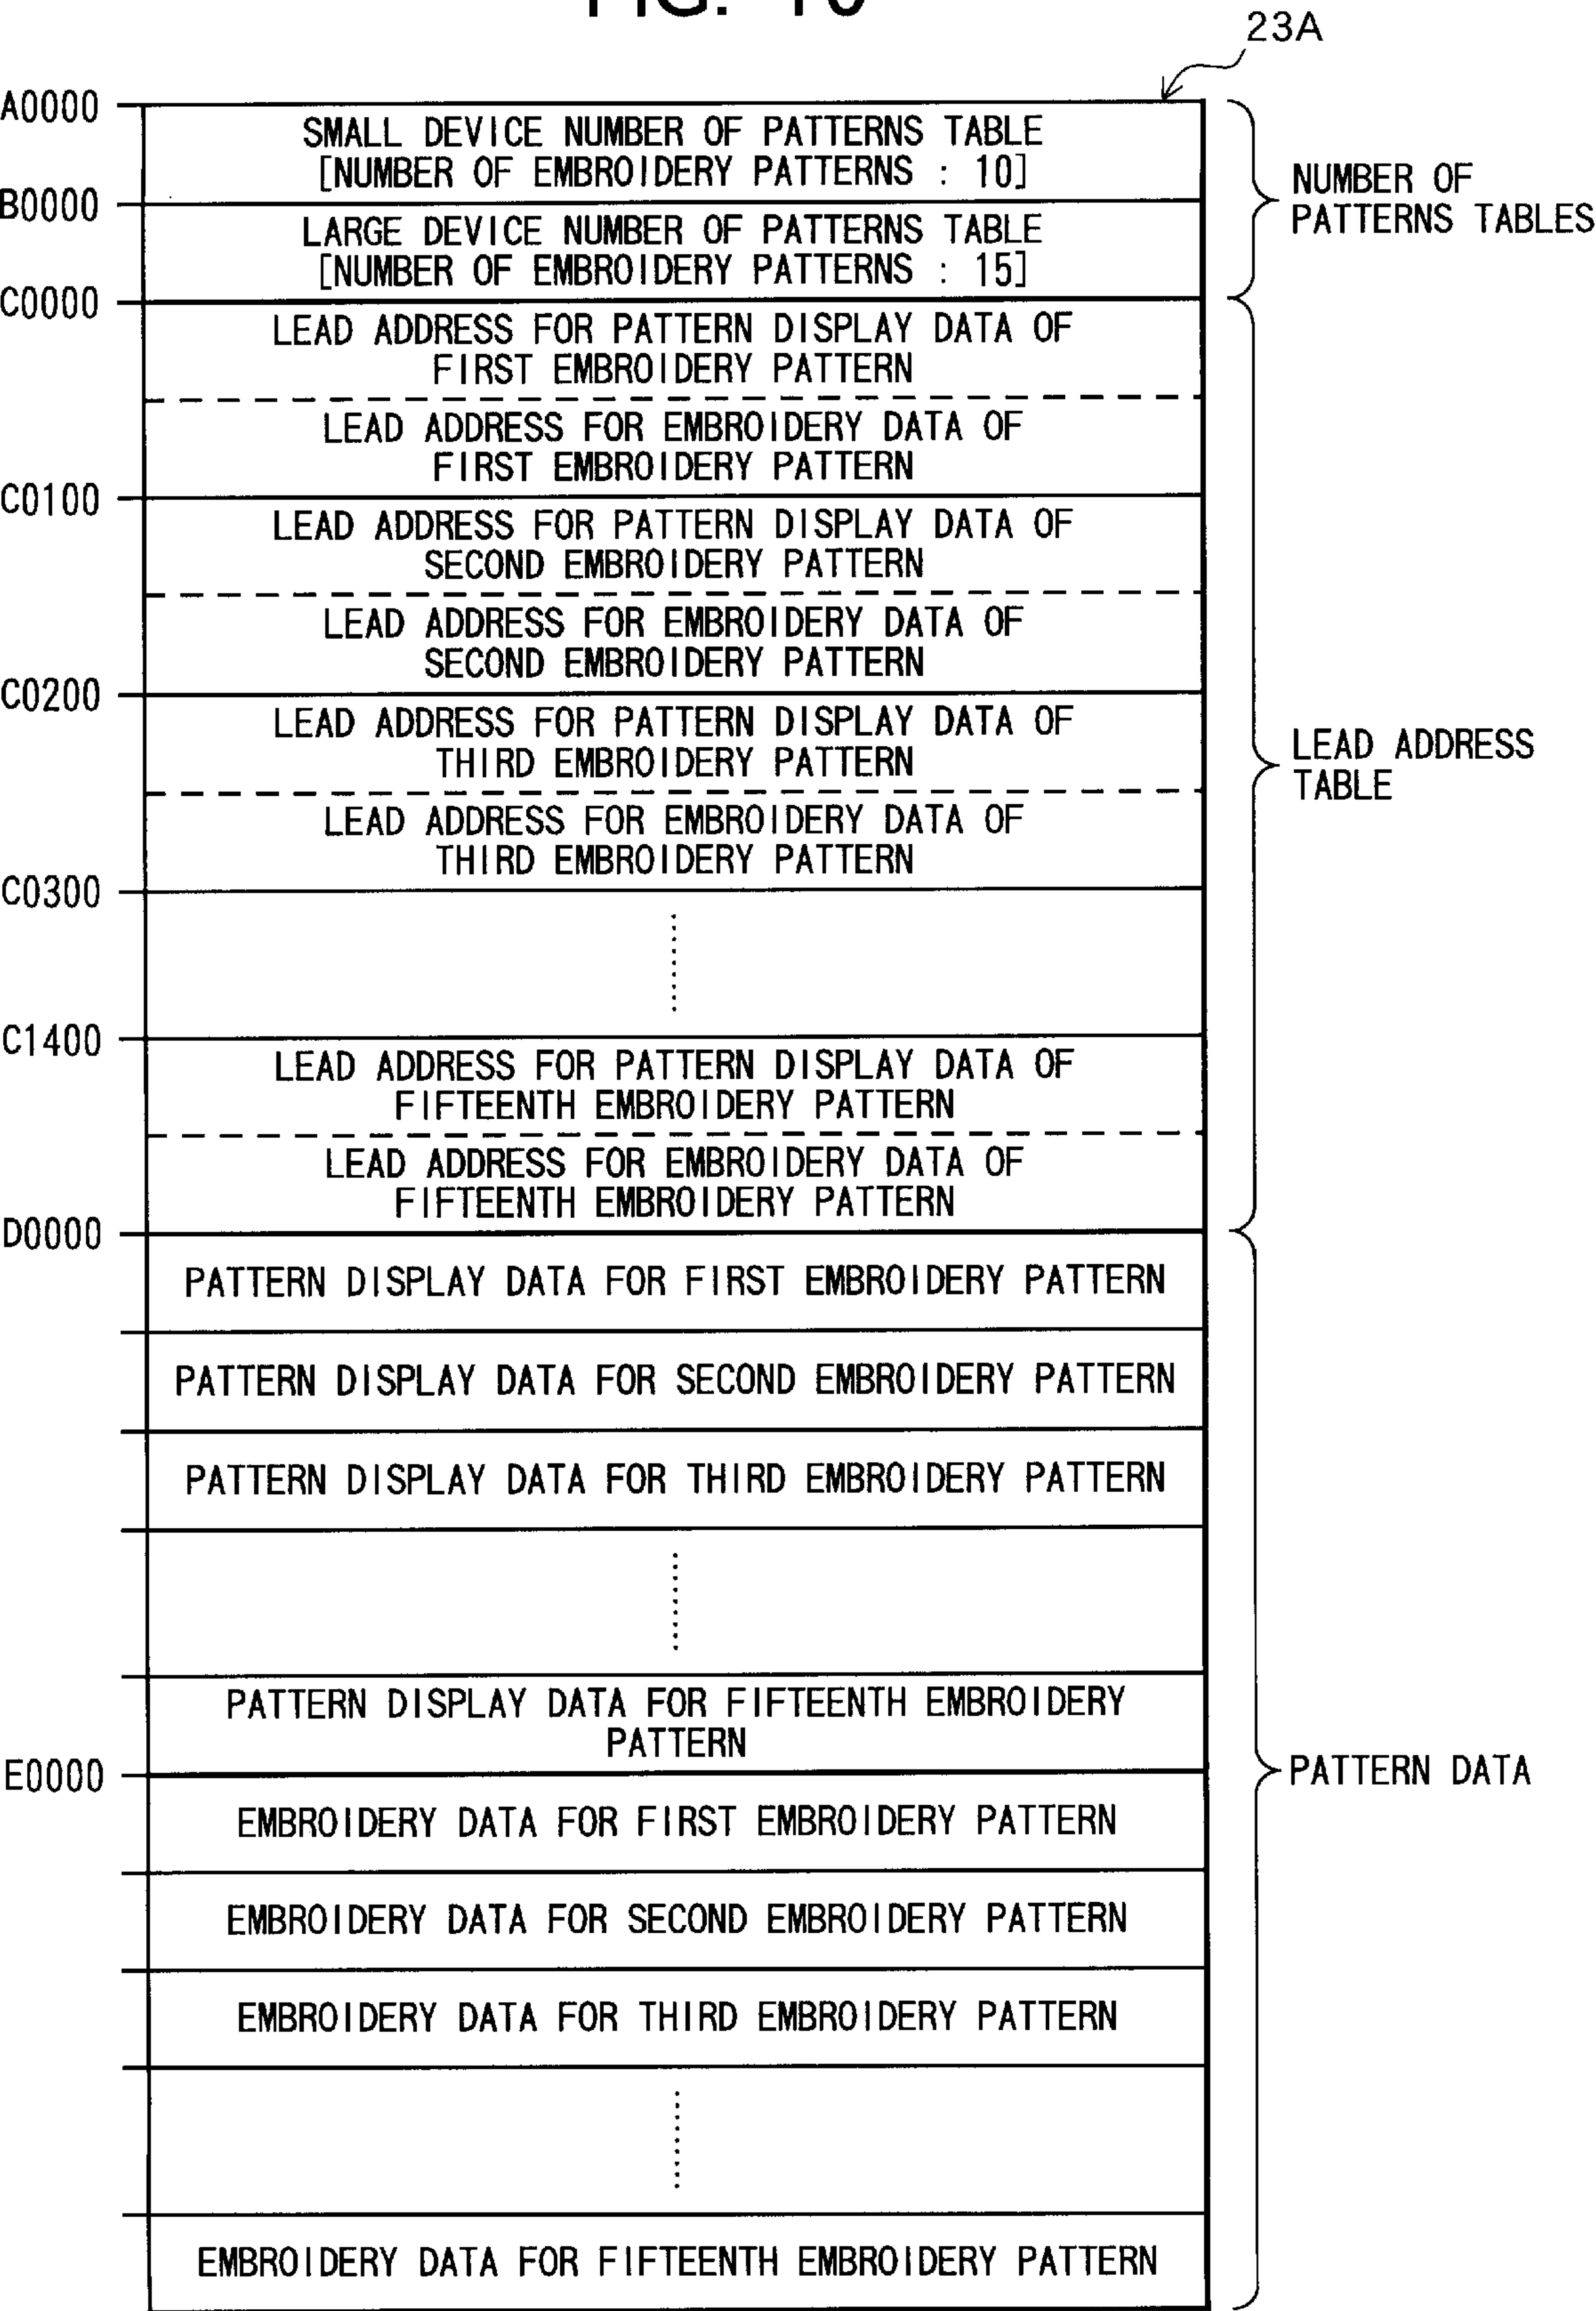 FIG. 10
23A
A0000
SMALL DEVICE NUMBER OF PATTERNS TABLE
[NUMBER OF EMBROIDERY PATTERNS : 10]
NUMBER OF
PATTERNS TABLES
B0000
LARGE DEVICE NUMBER OF PATTERNS TABLE
[NUMBER OF EMBROIDERY PATTERNS : 15]
C0000
LEAD ADDRESS FOR PATTERN DISPLAY DATA OF
FIRST EMBROIDERY PATTERN
LEAD ADDRESS FOR EMBROIDERY DATA OF
FIRST EMBROIDERY PATTERN
C0100
LEAD ADDRESS FOR PATTERN DISPLAY DATA OF
SECOND EMBROIDERY PATTERN
LEAD ADDRESS FOR EMBROIDERY DATA OF
SECOND EMBROIDERY PATTERN
C0200
LEAD ADDRESS FOR PATTERN DISPLAY DATA OF
THIRD EMBROIDERY PATTERN
LEAD ADDRESS
TABLE
LEAD ADDRESS FOR EMBROIDERY DATA OF
THIRD EMBROIDERY PATTERN
C0300
C1400
LEAD ADDRESS FOR PATTERN DISPLAY DATA OF
FIFTEENTH EMBROIDERY PATTERN
LEAD ADDRESS FOR EMBROIDERY DATA OF
FIFTEENTH EMBROIDERY PATTERN
D0000
PATTERN DISPLAY DATA FOR FIRST EMBROIDERY PATTERN
PATTERN DISPLAY DATA FOR SECOND EMBROIDERY PATTERN
PATTERN DISPLAY DATA FOR THIRD EMBROIDERY PATTERN
PATTERN DISPLAY DATA FOR FIFTEENTH EMBROIDERY
PATTERN
E0000
PATTERN DATA
EMBROIDERY DATA FOR FIRST EMBROIDERY PATTERN
EMBROIDERY DATA FOR SECOND EMBROIDERY PATTERN
EMBROIDERY DATA FOR THIRD EMBROIDERY PATTERN
EMBROIDERY DATA FOR FIFTEENTH EMBROIDERY PATTERN